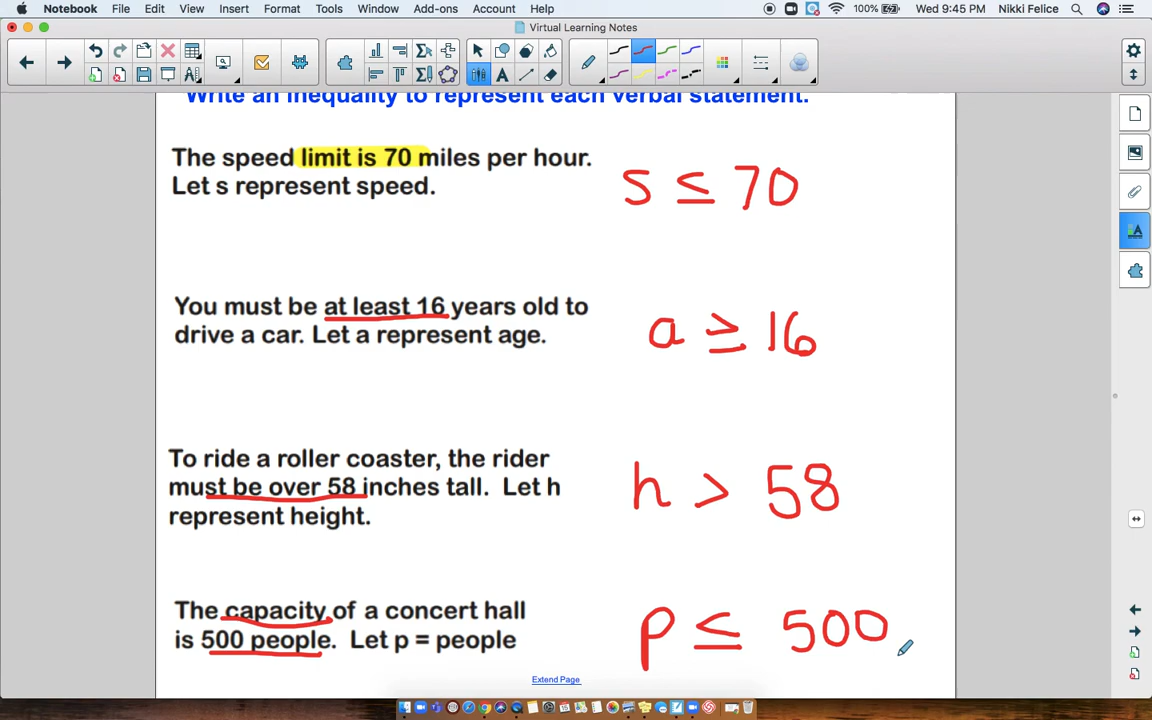 Notebook File Edit View Insert Format Tools Window Add-ons Account Help 100% Wed 9:45 PM Nikki Felice
Virtual Learning Notes
Write an inequality to represent each verbal statement.
The speed limit is 70 miles per hour.
Let s represent speed.
s ≤ 70
You must be at least 16 years old to
drive a car. Let a represent age.
a ≥ 16
To ride a roller coaster, the rider
must be over 58 inches tall. Let h
represent height.
h > 58
The capacity of a concert hall
is 500 people. Let p = people
p ≤ 500
Extend Page